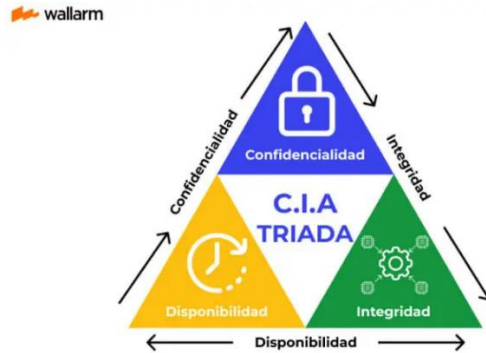 wallarm
Confidencialidad
Integridad
Confidencialidad
C.I.A
TRIADA
Disponibilidad
Integridad
Disponibilidad